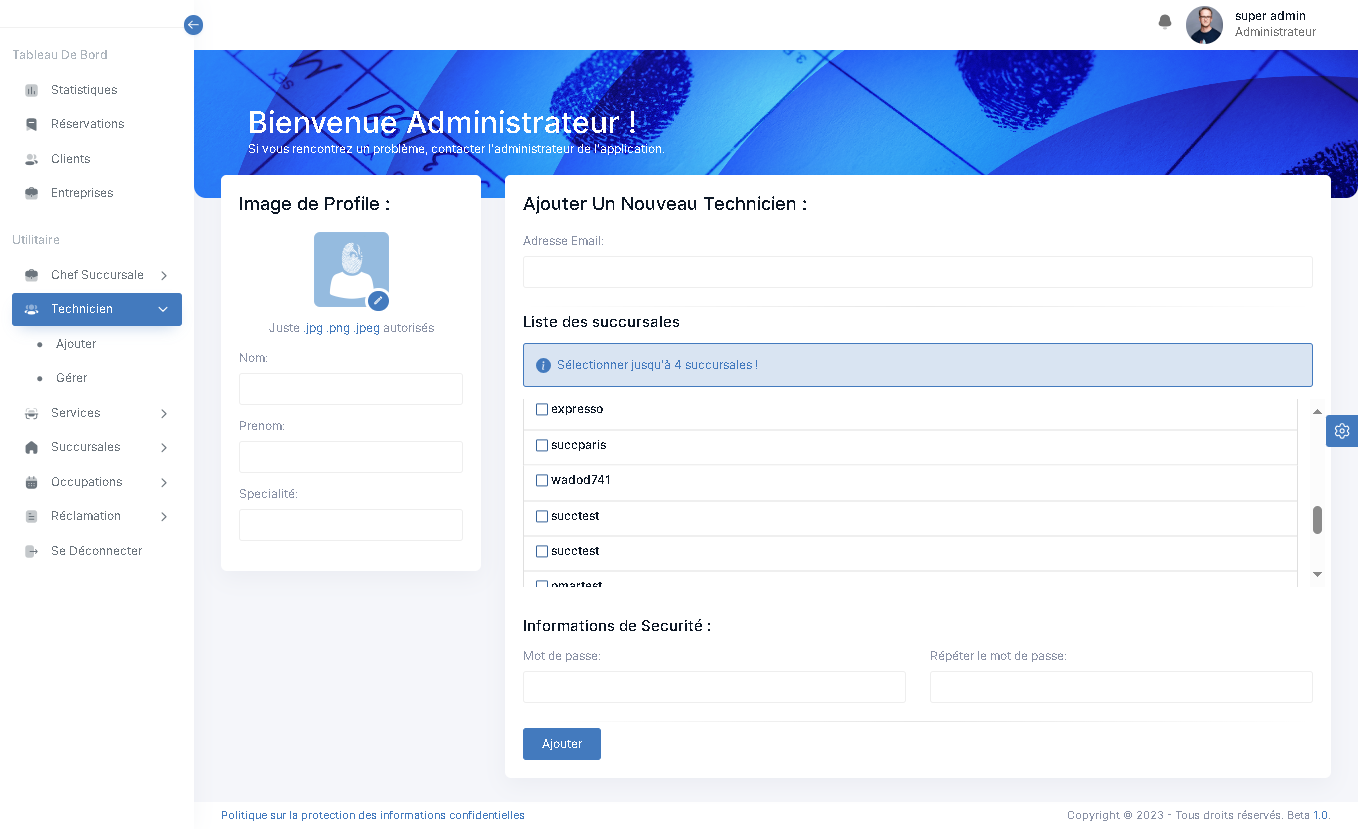 super admin
Administrateur
Tableau De Bord
Statistiques
Réservations
Clients
Entreprises
Utilitaire
Chef Succursale
Technicien
Ajouter
Gérer
Services
Succursales
Occupations
Réclamation
Se Déconnecter
Bienvenue Administrateur !
Si vous rencontrez un problème, contacter l'administrateur de l'application.
Image de Profile :
Juste .jpg .png .jpeg autorisés
Nom:
Prenom:
Specialité:
Ajouter Un Nouveau Technicien :
Adresse Email:
Liste des succursales
Sélectionner jusqu'à 4 succursales !
expresso
succparis
wadod741
succtest
succtest
omartest
Informations de Securité :
Mot de passe:
Répéter le mot de passe:
Ajouter
Politique sur la protection des informations confidentielles
Copyright © 2023 - Tous droits réservés. Beta 1.0.